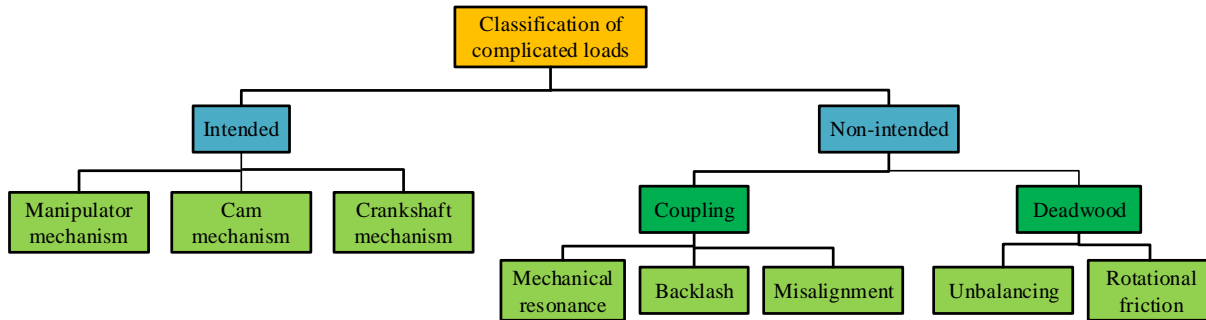 Classification of
complicated loads
Intended
Non-intended
Manipulator
mechanism
Cam
mechanism
Crankshaft
mechanism
Coupling
Deadwood
Mechanical
resonance
Backlash
Misalignment
Unbalancing
Rotational
friction